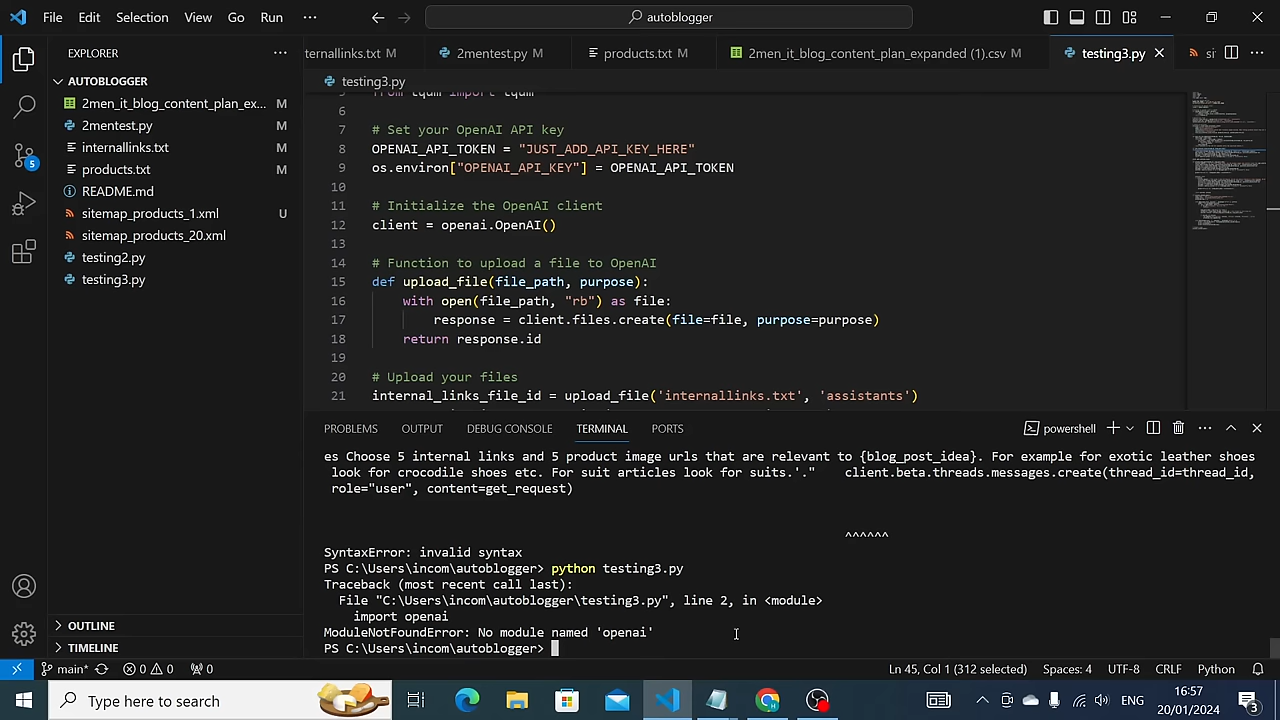 File Edit Selection View Go Run ··· autoblogger
EXPLORER ···
AUTOBLOGGER
2men_it_blog_content_plan_ex... M
2mentest.py M
internallinks.txt M
products.txt M
README.md
sitemap_products_1.xml U
sitemap_products_20.xml
testing2.py
testing3.py
OUTLINE
TIMELINE
5
ternallinks.txt M 2mentest.py M products.txt M 2men_it_blog_content_plan_expanded (1).csv M testing3.py si ···
testing3.py
5 from tqdm import tqdm
6
7 # Set your OpenAI API key
8 OPENAI_API_TOKEN = "JUST_ADD_API_KEY_HERE"
9 os.environ["OPENAI_API_KEY"] = OPENAI_API_TOKEN
10
11 # Initialize the OpenAI client
12 client = openai.OpenAI()
13
14 # Function to upload a file to OpenAI
15 def upload_file(file_path, purpose):
16 with open(file_path, "rb") as file:
17 response = client.files.create(file=file, purpose=purpose)
18 return response.id
19
20 # Upload your files
21 internal_links_file_id = upload_file('internallinks.txt', 'assistants')
PROBLEMS OUTPUT DEBUG CONSOLE TERMINAL PORTS powershell ···
es Choose 5 internal links and 5 product image urls that are relevant to {blog_post_idea}. For example for exotic leather shoes
look for crocodile shoes etc. For suit articles look for suits.'." client.beta.threads.messages.create(thread_id=thread_id,
role="user", content=get_request)
^^^^^^
SyntaxError: invalid syntax
PS C:\Users\incom\autoblogger> python testing3.py
Traceback (most recent call last):
File "C:\Users\incom\autoblogger\testing3.py", line 2, in <module>
import openai
ModuleNotFoundError: No module named 'openai'
PS C:\Users\incom\autoblogger>
main* 0 0 0 Ln 45, Col 1 (312 selected) Spaces: 4 UTF-8 CRLF Python
Type here to search ENG 16:57
20/01/2024 3